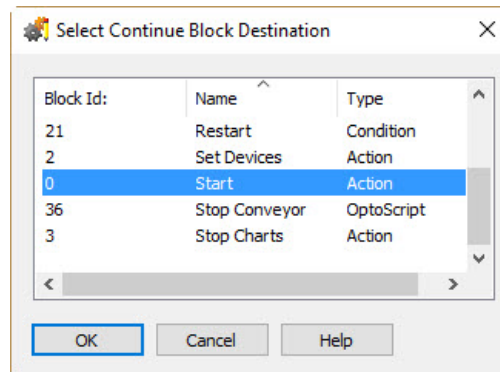 Select Continue Block Destination
Block Id: Name Type
21 Restart Condition
2 Set Devices Action
0 Start Action
36 Stop Conveyor OptoScript
3 Stop Charts Action
OK Cancel Help